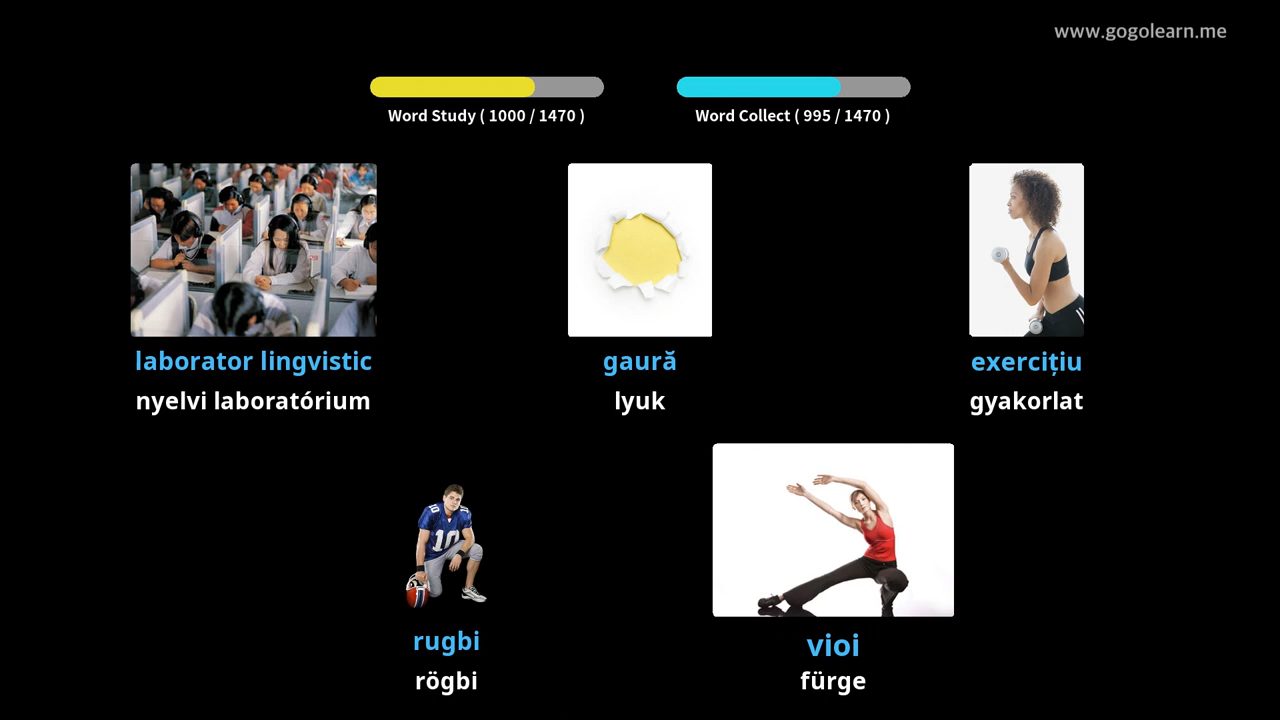 www.gogolearn.me
Word Study ( 1000 / 1470 )
Word Collect ( 995 / 1470 )
laborator lingvistic
nyelvi laboratórium
gaură
lyuk
exercițiu
gyakorlat
10
rugbi
rögbi
vioi
fürge